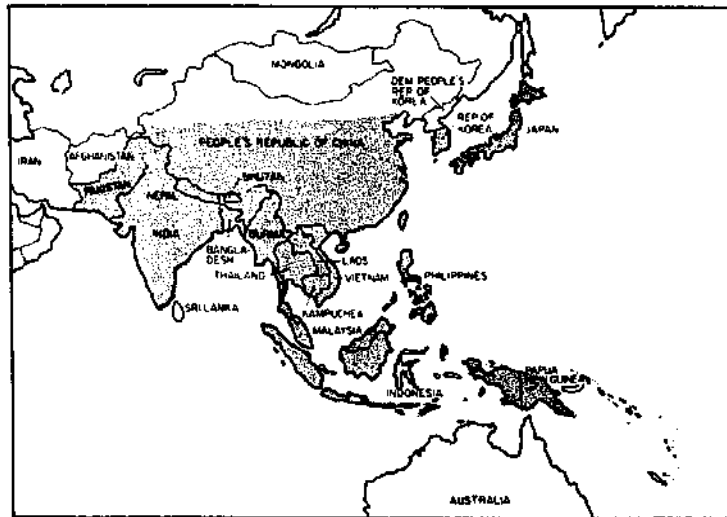 MONGOLIA
DEM PEOPLE'S
REP OF
KOREA
REP OF
KOREA
JAPAN
PEOPLE'S REPUBLIC OF CHINA
IRAN
AFGHANISTAN
PAKISTAN
NEPAL
BHUTAN
INDIA
BURMA
BANGLA-
DESH
LAOS
THAILAND
VIETNAM
PHILIPPINES
SRI LANKA
KAMPUCHEA
MALAYSIA
PAPUA
NEW GUINEA
INDONESIA
AUSTRALIA